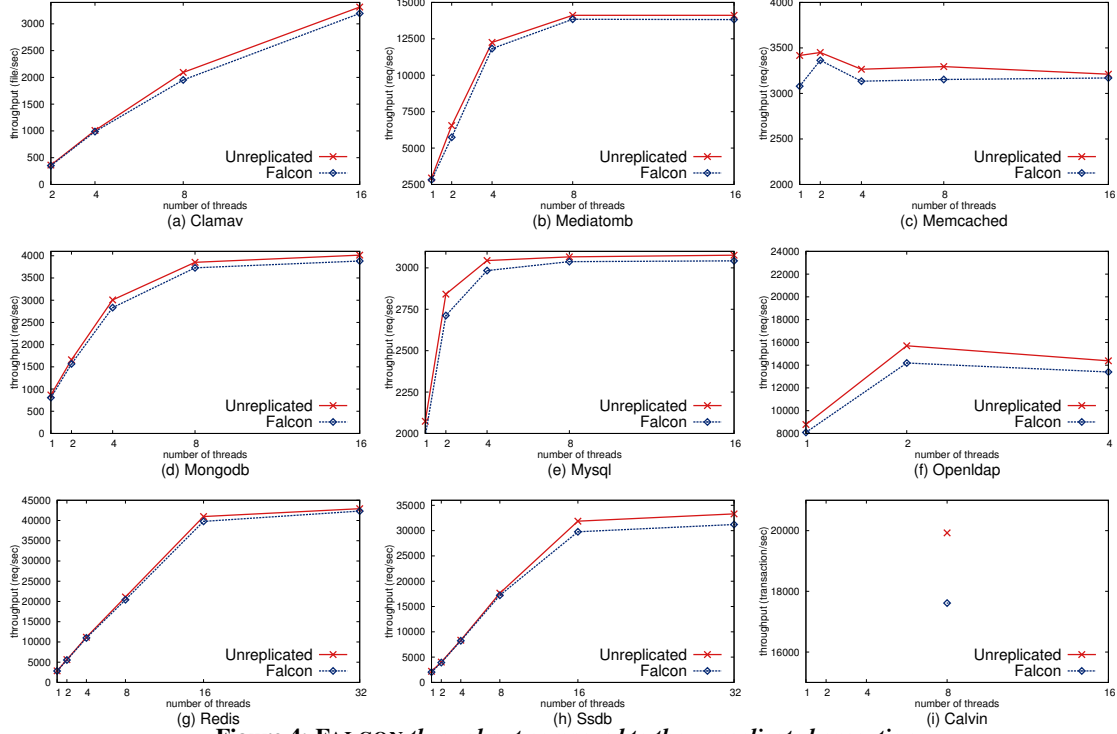 3000
2500
2000
1500
1000
500
0
throughput (file/sec)
Unreplicated
Falcon
2 4 8 16
number of threads
(a) Clamav
15000
12500
10000
7500
5000
2500
throughput (req/sec)
Unreplicated
Falcon
1 2 4 8 16
number of threads
(b) Mediatomb
4000
3500
3000
2500
2000
throughput (req/sec)
Unreplicated
Falcon
1 2 4 8 16
number of threads
(c) Memcached
4000
3500
3000
2500
2000
1500
1000
500
0
throughput (req/sec)
Unreplicated
Falcon
1 2 4 8 16
number of threads
(d) Mongodb
3000
2750
2500
2250
2000
throughput (req/sec)
Unreplicated
Falcon
1 2 4 8 16
number of threads
(e) Mysql
24000
22000
20000
18000
16000
14000
12000
10000
8000
throughput (req/sec)
Unreplicated
Falcon
1 2 4
number of threads
(f) Openldap
45000
40000
35000
30000
25000
20000
15000
10000
5000
0
throughput (req/sec)
Unreplicated
Falcon
1 2 4 8 16 32
number of threads
(g) Redis
35000
30000
25000
20000
15000
10000
5000
0
throughput (req/sec)
Unreplicated
Falcon
1 2 4 8 16 32
number of threads
(h) Ssdb
20000
18000
16000
throughput (transaction/sec)
Unreplicated
Falcon
1 2 4 8 16
number of threads
(i) Calvin